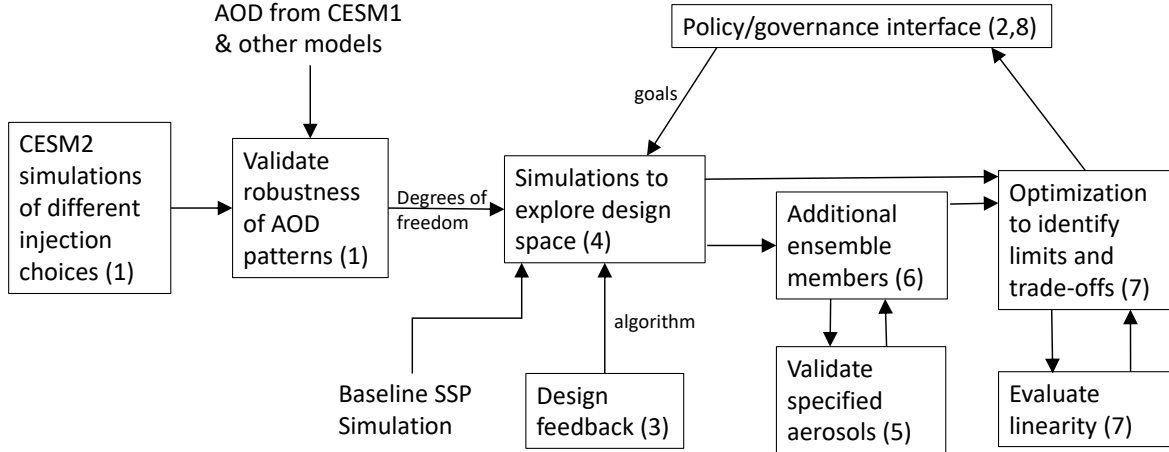 AOD from CESM1
& other models
Policy/governance interface (2,8)
goals
CESM2
simulations
of different
injection
choices (1)
Validate
robustness
of AOD
patterns (1)
Degrees of
freedom
Simulations to
explore design
space (4)
Additional
ensemble
members (6)
Optimization
to identify
limits and
trade-offs (7)
algorithm
Baseline SSP
Simulation
Design
feedback (3)
Validate
specified
aerosols (5)
Evaluate
linearity (7)